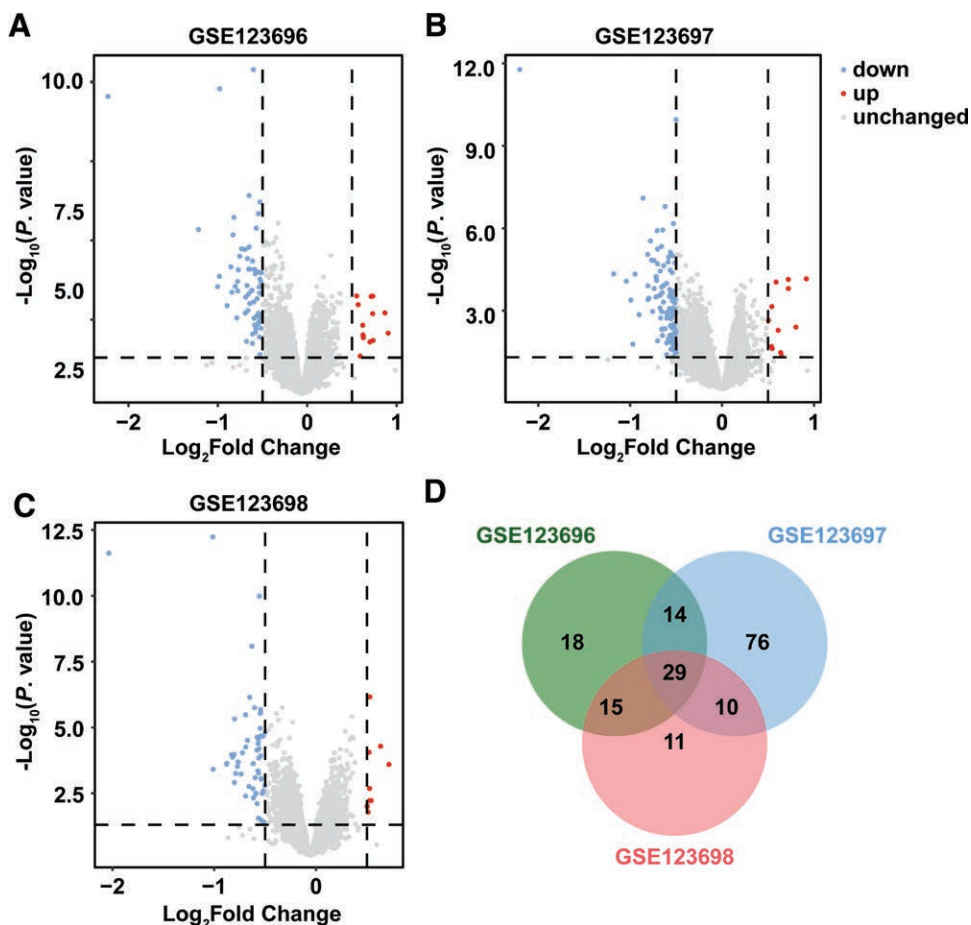 A
GSE123696
10.0
7.5
5.0
2.5
-Log10(P. value)
−2
−1
0
1
Log2Fold Change
B
GSE123697
12.0
9.0
6.0
3.0
-Log10(P. value)
−2
−1
0
1
Log2Fold Change
down
up
unchanged
C
GSE123698
12.5
10.0
7.5
5.0
2.5
-Log10(P. value)
−2
−1
0
Log2Fold Change
D
GSE123696
GSE123697
14
18
76
29
15
10
11
GSE123698